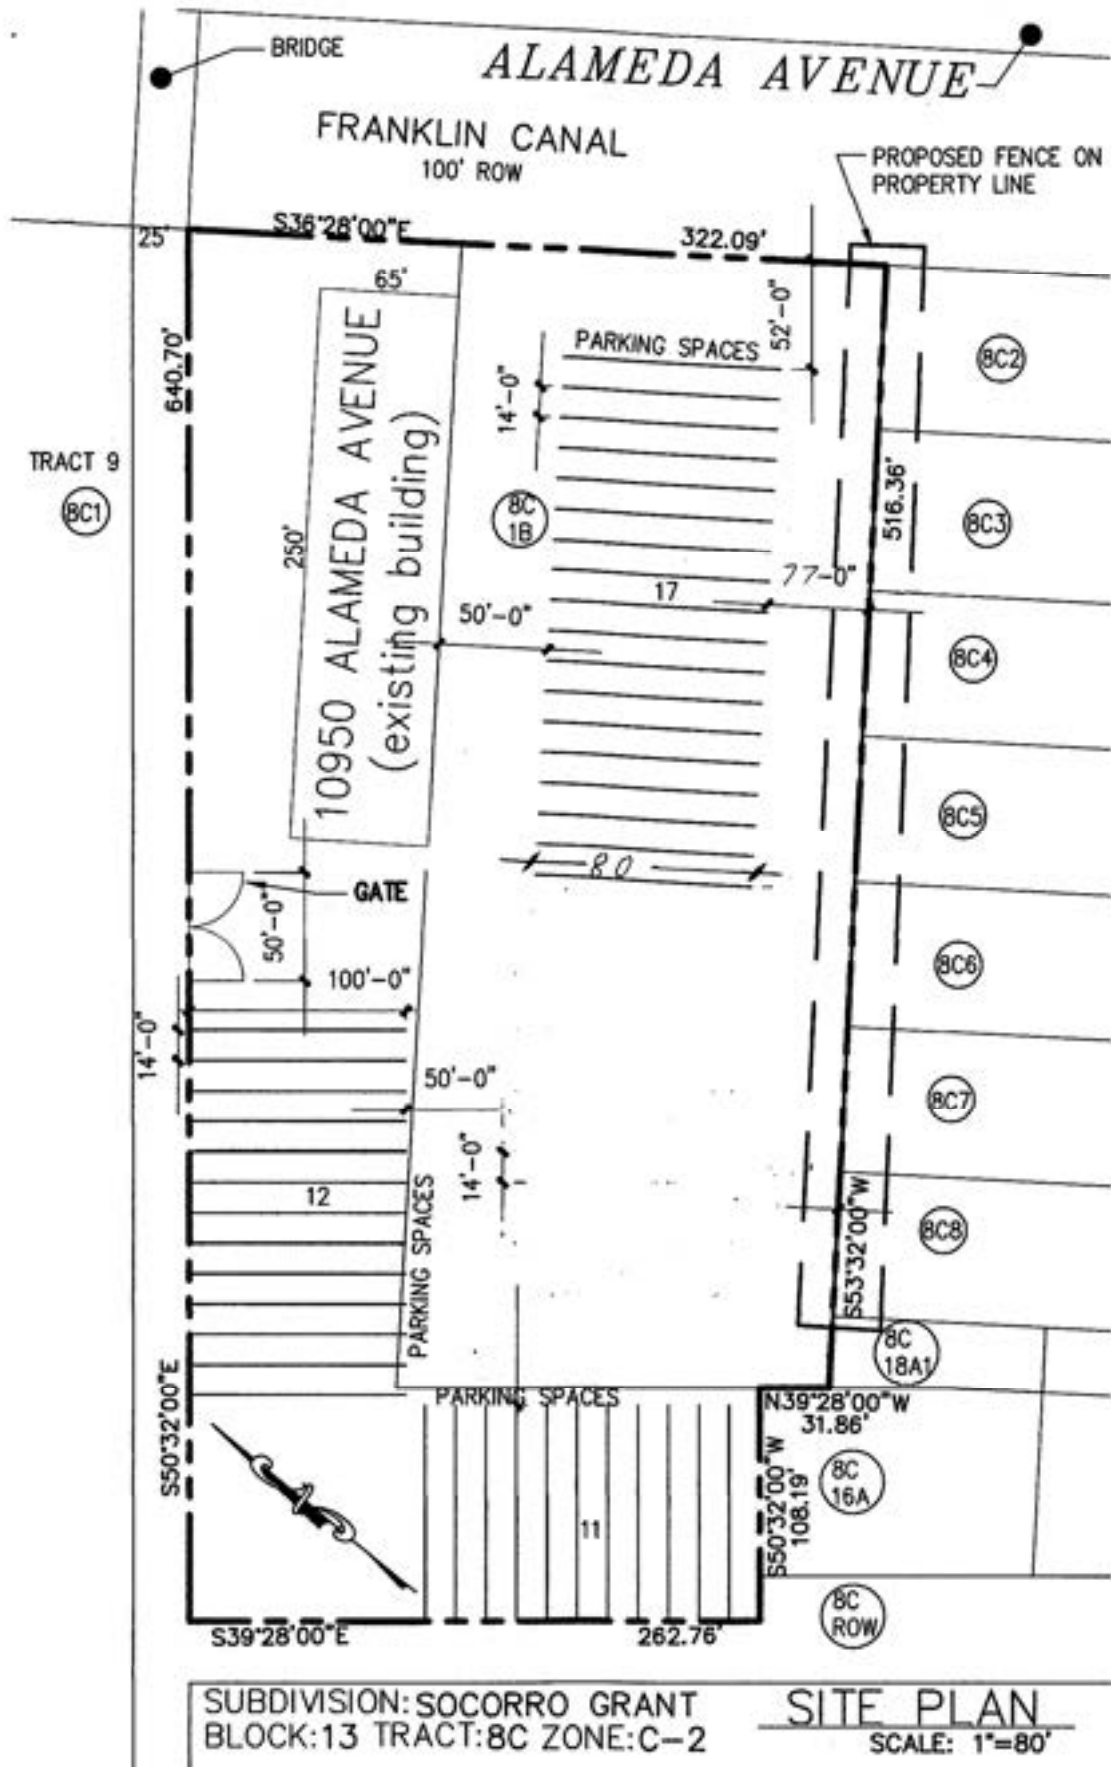 BRIDGE
ALAMEDA AVENUE
FRANKLIN CANAL
100' ROW
PROPOSED FENCE ON
PROPERTY LINE
S36°28'00"E
322.09'
25'
65'
640.70'
52'-0"
PARKING SPACES
14'-0"
8C2
TRACT 9
8C1
250'
10950 ALAMEDA AVENUE
(existing building)
8C
1B
516.36'
8C3
17
77-0"
50'-0"
8C4
8C5
80
GATE
50'-0"
100'-0"
8C6
14'-0"
50'-0"
8C7
14'-0"
12
PARKING SPACES
S53°32'00"W
8C8
8C
18A1
S50°32'00"E
PARKING SPACES
N39°28'00"W
31.86'
S50°32'00"W
108.19'
8C
16A
11
8C
ROW
S39°28'00"E
262.76'
SUBDIVISION: SOCORRO GRANT
BLOCK:13 TRACT:8C ZONE:C-2
SITE PLAN
SCALE: 1"=80'